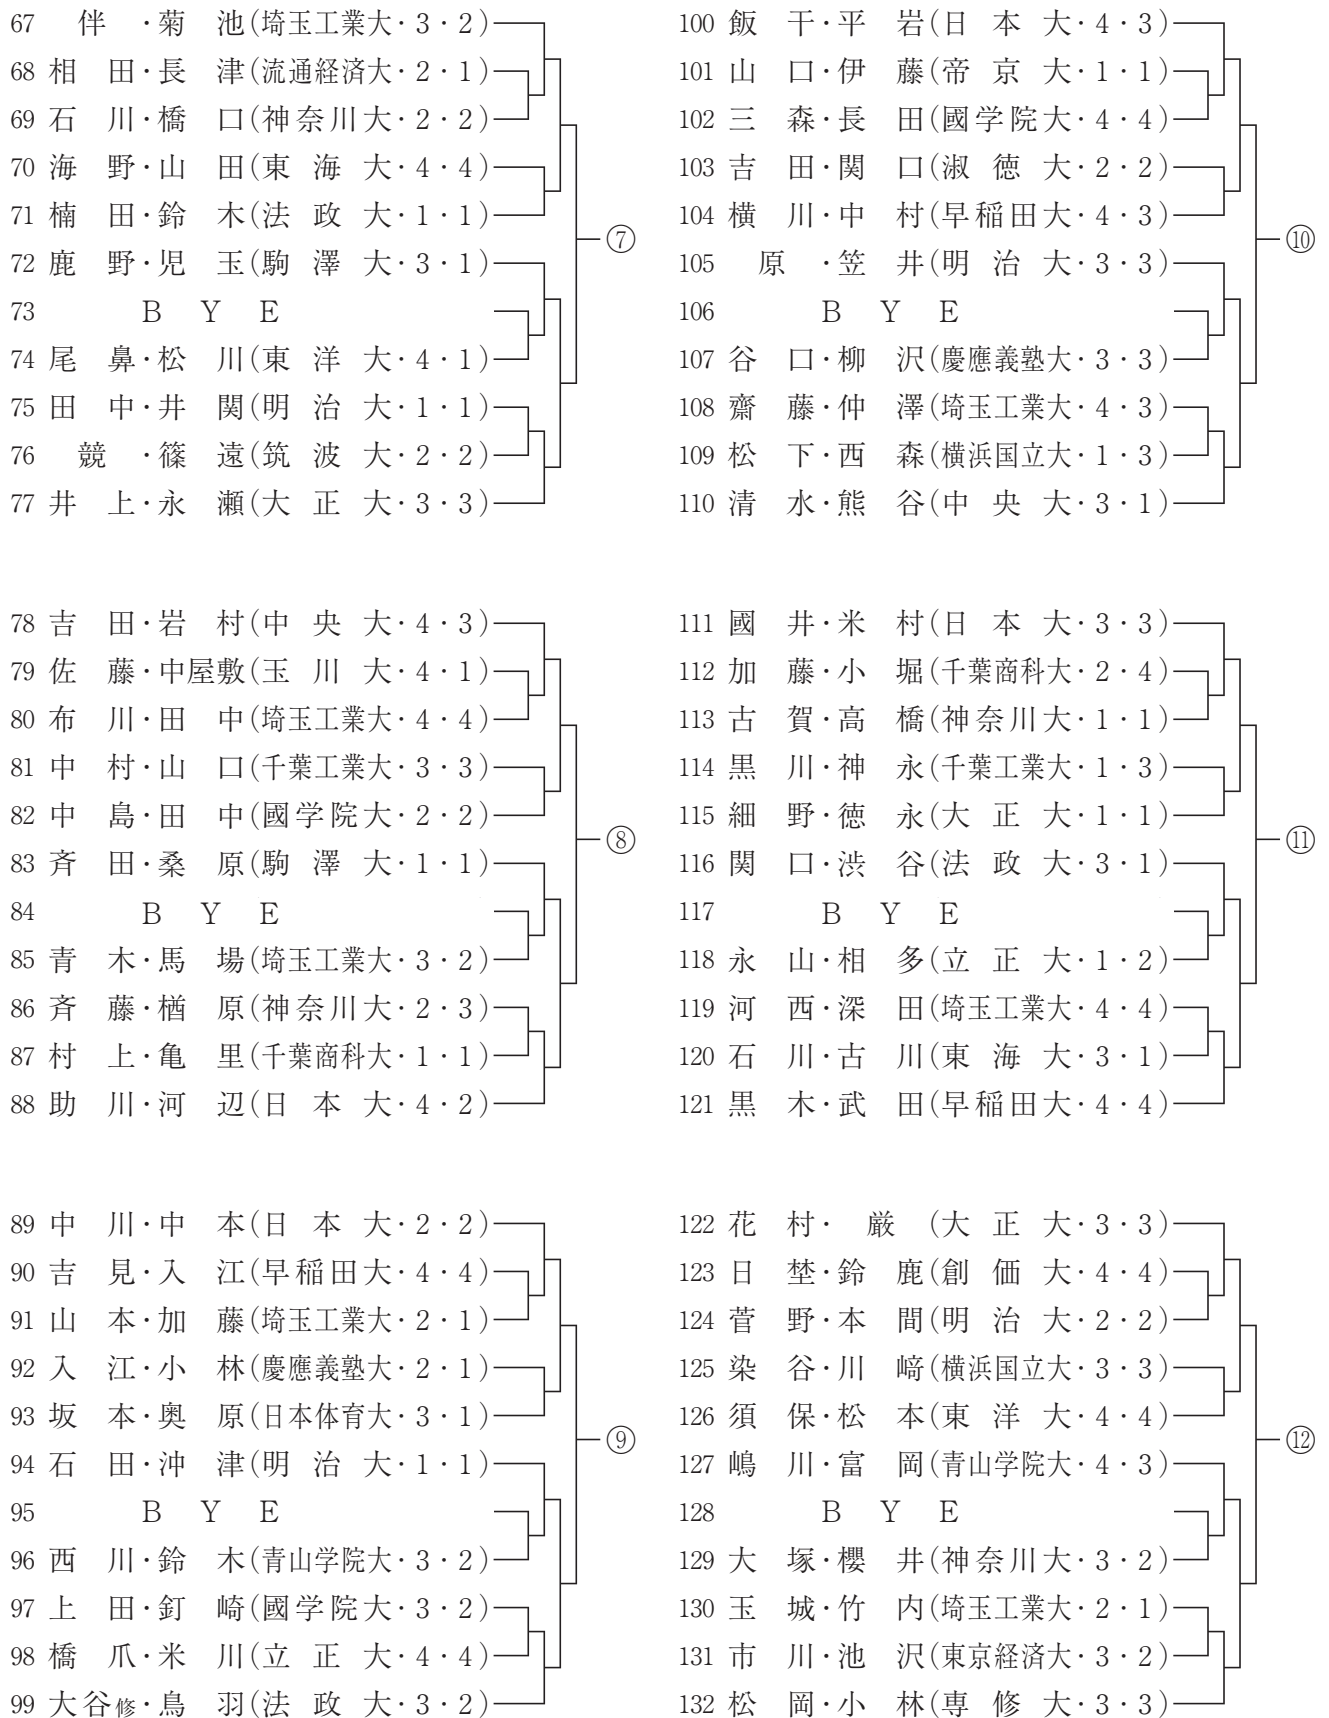 67 伴 ・菊 池(埼玉工業大・3・2)
68 相 田・長 津(流通経済大・2・1)
69 石 川・橋 口(神奈川大・2・2)
70 海 野・山 田(東 海 大・4・4)
71 楠 田・鈴 木(法 政 大・1・1)
72 鹿 野・児 玉(駒 澤 大・3・1)
73 B Y E
74 尾 鼻・松 川(東 洋 大・4・1)
75 田 中・井 関(明 治 大・1・1)
76 競 ・篠 遠(筑 波 大・2・2)
77 井 上・永 瀬(大 正 大・3・3)
⑦
78 吉 田・岩 村(中 央 大・4・3)
79 佐 藤・中屋敷(玉 川 大・4・1)
80 布 川・田 中(埼玉工業大・4・4)
81 中 村・山 口(千葉工業大・3・3)
82 中 島・田 中(國学院大・2・2)
83 斉 田・桑 原(駒 澤 大・1・1)
84 B Y E
85 青 木・馬 場(埼玉工業大・3・2)
86 斉 藤・楢 原(神奈川大・2・3)
87 村 上・亀 里(千葉商科大・1・1)
88 助 川・河 辺(日 本 大・4・2)
⑧
89 中 川・中 本(日 本 大・2・2)
90 吉 見・入 江(早稲田大・4・4)
91 山 本・加 藤(埼玉工業大・2・1)
92 入 江・小 林(慶應義塾大・2・1)
93 坂 本・奥 原(日本体育大・3・1)
94 石 田・沖 津(明 治 大・1・1)
95 B Y E
96 西 川・鈴 木(青山学院大・3・2)
97 上 田・釘 崎(國学院大・3・2)
98 橋 爪・米 川(立 正 大・4・4)
99 大谷修・鳥 羽(法 政 大・3・2)
⑨
100 飯 干・平 岩(日 本 大・4・3)
101 山 口・伊 藤(帝 京 大・1・1)
102 三 森・長 田(國学院大・4・4)
103 吉 田・関 口(淑 徳 大・2・2)
104 横 川・中 村(早稲田大・4・3)
105 原 ・笠 井(明 治 大・3・3)
106 B Y E
107 谷 口・柳 沢(慶應義塾大・3・3)
108 齋 藤・仲 澤(埼玉工業大・4・3)
109 松 下・西 森(横浜国立大・1・3)
110 清 水・熊 谷(中 央 大・3・1)
⑩
111 國 井・米 村(日 本 大・3・3)
112 加 藤・小 堀(千葉商科大・2・4)
113 古 賀・高 橋(神奈川大・1・1)
114 黒 川・神 永(千葉工業大・1・3)
115 細 野・徳 永(大 正 大・1・1)
116 関 口・渋 谷(法 政 大・3・1)
117 B Y E
118 永 山・相 多(立 正 大・1・2)
119 河 西・深 田(埼玉工業大・4・4)
120 石 川・古 川(東 海 大・3・1)
121 黒 木・武 田(早稲田大・4・4)
⑪
122 花 村・ 厳 (大 正 大・3・3)
123 日 埜・鈴 鹿(創 価 大・4・4)
124 菅 野・本 間(明 治 大・2・2)
125 染 谷・川 﨑(横浜国立大・3・3)
126 須 保・松 本(東 洋 大・4・4)
127 嶋 川・富 岡(青山学院大・4・3)
128 B Y E
129 大 塚・櫻 井(神奈川大・3・2)
130 玉 城・竹 内(埼玉工業大・2・1)
131 市 川・池 沢(東京経済大・3・2)
132 松 岡・小 林(専 修 大・3・3)
⑫